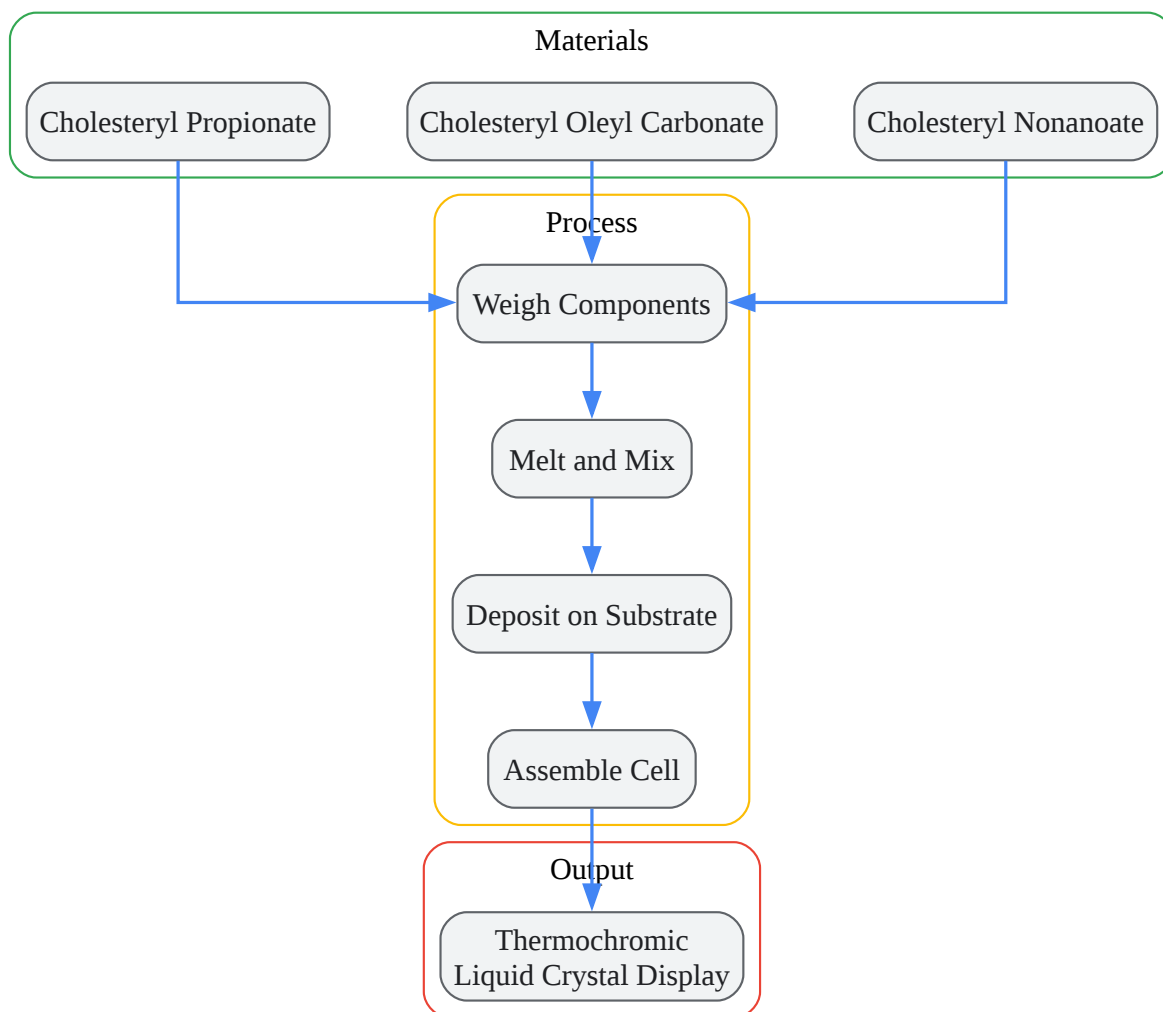 Materials
Cholesteryl Propionate
Cholesteryl Oleyl Carbonate
Cholesteryl Nonanoate
Process
Weigh Components
Melt and Mix
Deposit on Substrate
Assemble Cell
Output
Thermochromic
Liquid Crystal Display